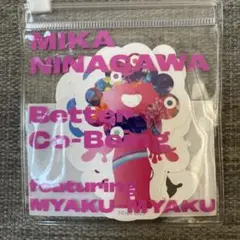 MIKA
NINAGAWA
Better
Co-Being
featuring
MYAKU-MYAKU